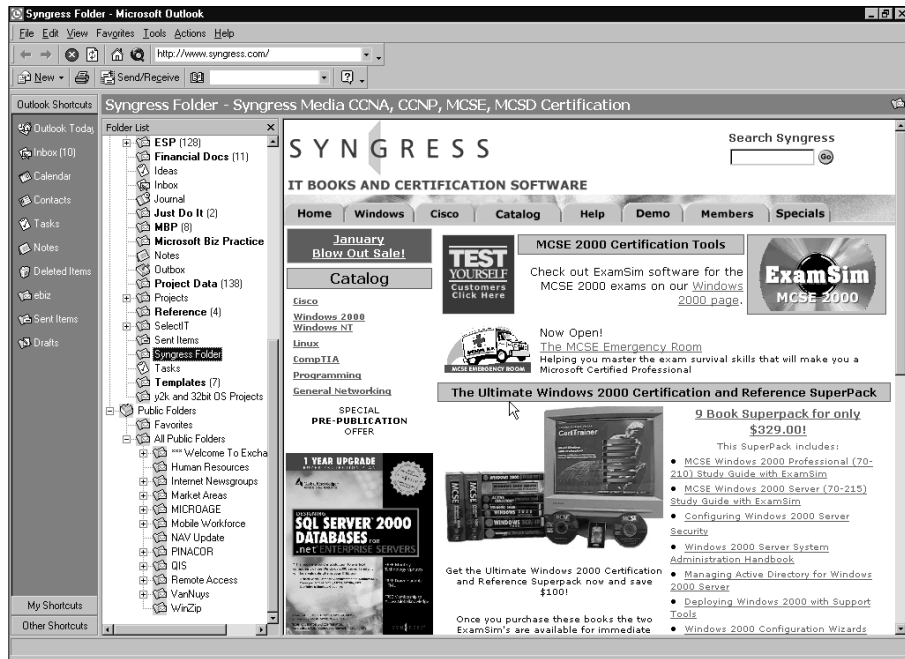 Syngress Folder - Microsoft Outlook
File Edit View Favorites Tools Actions Help
http://www.syngress.com/
New Send/Receive
Outlook Shortcuts
Syngress Folder - Syngress Media CCNA, CCNP, MCSE, MCSD Certification
Outlook Today
Inbox (10)
Calendar
Contacts
Tasks
Notes
Deleted Items
ebiz
Sent Items
Drafts
My Shortcuts
Other Shortcuts
Folder List
ESP (128)
Financial Docs (11)
Ideas
Inbox
Journal
Just Do It (2)
MBP (8)
Microsoft Biz Practice
Notes
Outbox
Project Data (138)
Projects
Reference (4)
SelectIT
Sent Items
Syngress Folder
Tasks
Templates (7)
y2k and 32bit OS Projects
Public Folders
Favorites
All Public Folders
*** Welcome To Excha
Human Resources
Internet Newsgroups
Market Areas
MICROAGE
Mobile Workforce
NAV Update
PINACOR
QIS
Remote Access
VanNuys
WinZip
SYNGRESS
Search Syngress
Go
IT BOOKS AND CERTIFICATION SOFTWARE
Home Windows Cisco Catalog Help Demo Members Specials
January
Blow Out Sale!
Catalog
Cisco
Windows 2000
Windows NT
Linux
CompTIA
Programming
General Networking
SPECIAL
PRE-PUBLICATION
OFFER
1 YEAR UPGRADE
DESIGNING
SQL SERVER 2000
DATABASES FOR
.net ENTERPRISE SERVERS
SYNGRESS
TEST
YOURSELF
Customers
Click Here
MCSE 2000 Certification Tools
Check out ExamSim software for the
MCSE 2000 exams on our Windows
2000 page.
ExamSim
MCSE 2000
MCSE EMERGENCY ROOM
Now Open!
The MCSE Emergency Room
Helping you master the exam survival skills that will make you a
Microsoft Certified Professional
The Ultimate Windows 2000 Certification and Reference SuperPack
CertTrainer
MCSE
MCSE
Get the Ultimate Windows 2000 Certification
and Reference Superpack now and save
$100!
Once you purchase these books the two
ExamSim's are available for immediate
9 Book Superpack for only
$329.00!
This SuperPack includes:
• MCSE Windows 2000 Professional (70-
210) Study Guide with ExamSim
• MCSE Windows 2000 Server (70-215)
Study Guide with ExamSim
• Configuring Windows 2000 Server
Security
• Windows 2000 Server System
Administration Handbook
• Managing Active Directory for Windows
2000 Server
• Deploying Windows 2000 with Support
Tools
• Windows 2000 Configuration Wizards